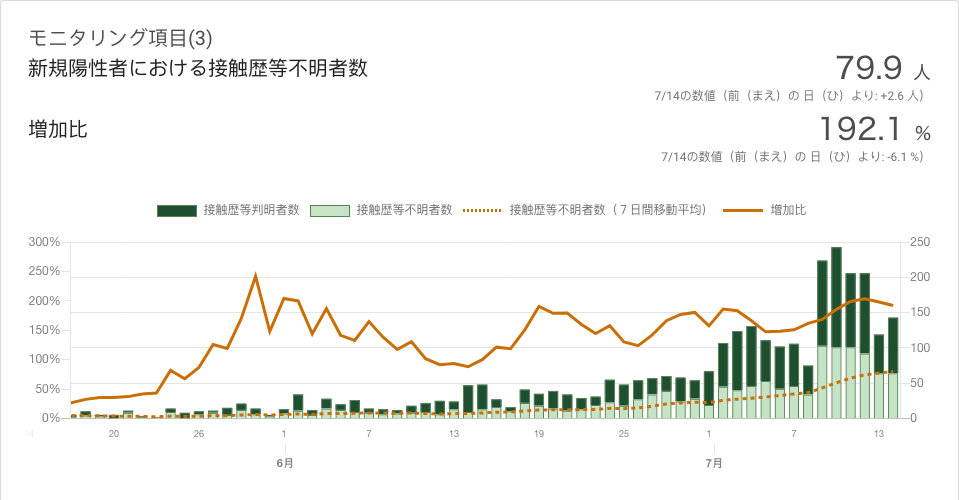 モニタリング項目(3)
新規陽性者における接触歴等不明者数
79.9 人
7/14の数値（前（まえ）の 日（ひ）より: +2.6 人）
増加比
192.1 %
7/14の数値（前（まえ）の 日（ひ）より: -6.1 %）
接触歴等判明者数 接触歴等不明者数 接触歴等不明者数（７日間移動平均） 増加比
300% 250
250% 200
200% 150
150% 100
100% 50
50% 0
0%
14 20 26 1 7 13 19 25 1 7 13
6月 7月